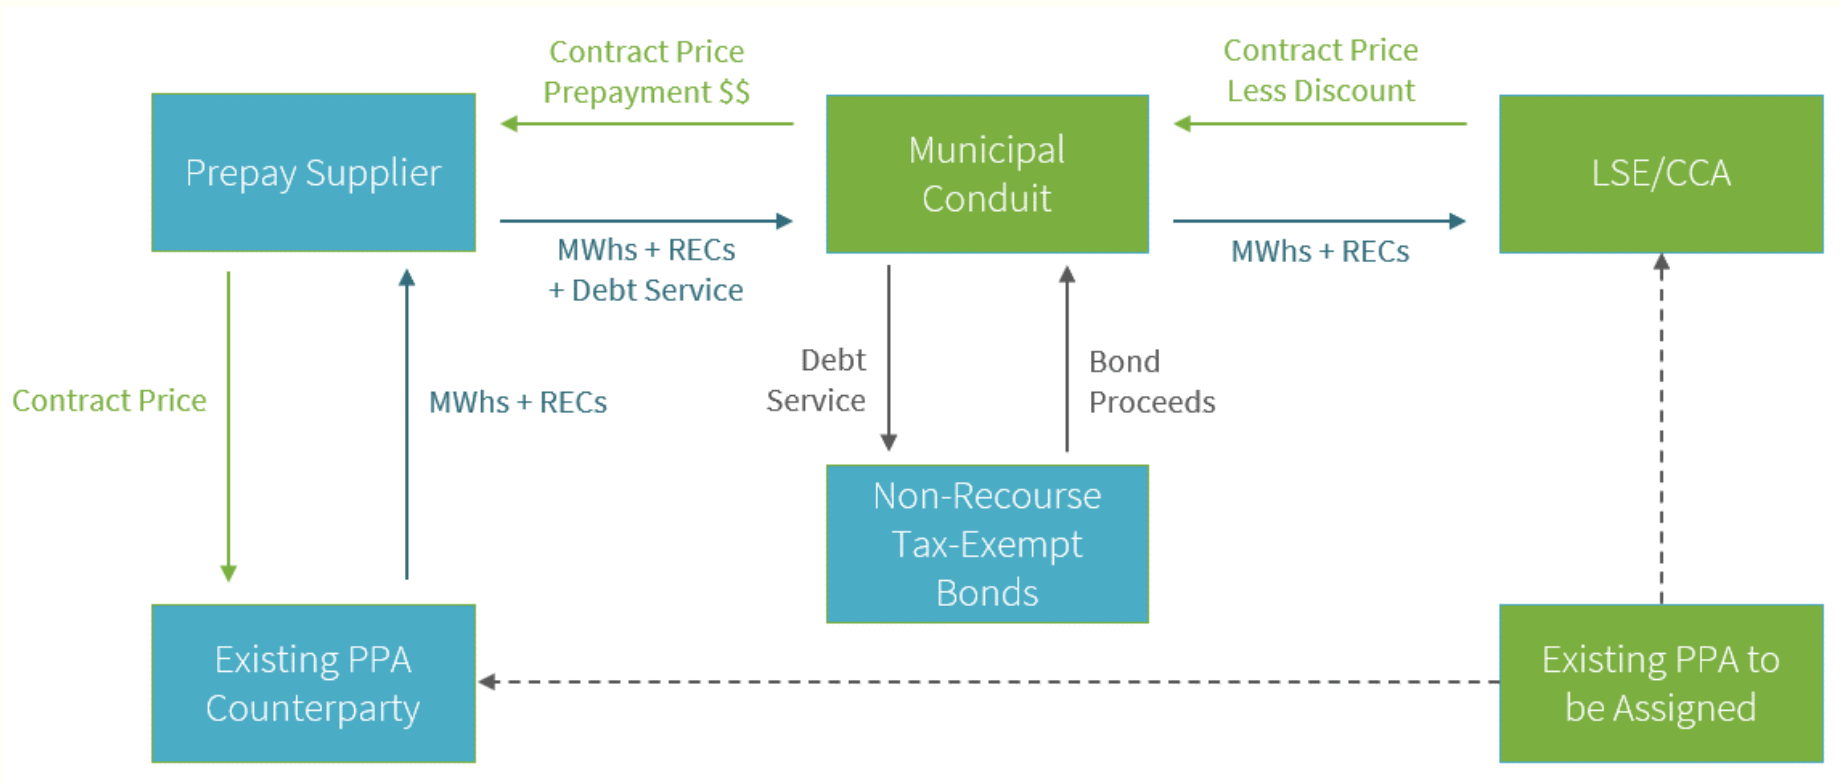 Contract Price
Prepayment $$
Contract Price
Less Discount
Prepay Supplier
Municipal
Conduit
LSE/CCA
MWhs + RECs
+ Debt Service
MWhs + RECs
Contract Price
MWhs + RECs
Debt
Service
Bond
Proceeds
Non-Recourse
Tax-Exempt
Bonds
Existing PPA
Counterparty
Existing PPA to
be Assigned